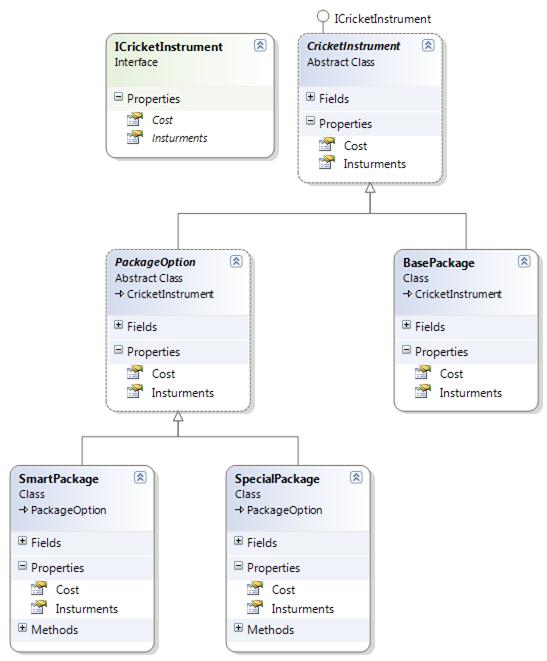 ICricketInstrument
ICricketInstrument
Interface
Properties
Cost
Insturments
CricketInstrument
Abstract Class
Fields
Properties
Cost
Insturments
PackageOption
Abstract Class
CricketInstrument
Fields
Properties
Cost
Insturments
BasePackage
Class
CricketInstrument
Fields
Properties
Cost
Insturments
SmartPackage
Class
PackageOption
Fields
Properties
Cost
Insturments
Methods
SpecialPackage
Class
PackageOption
Fields
Properties
Cost
Insturments
Methods